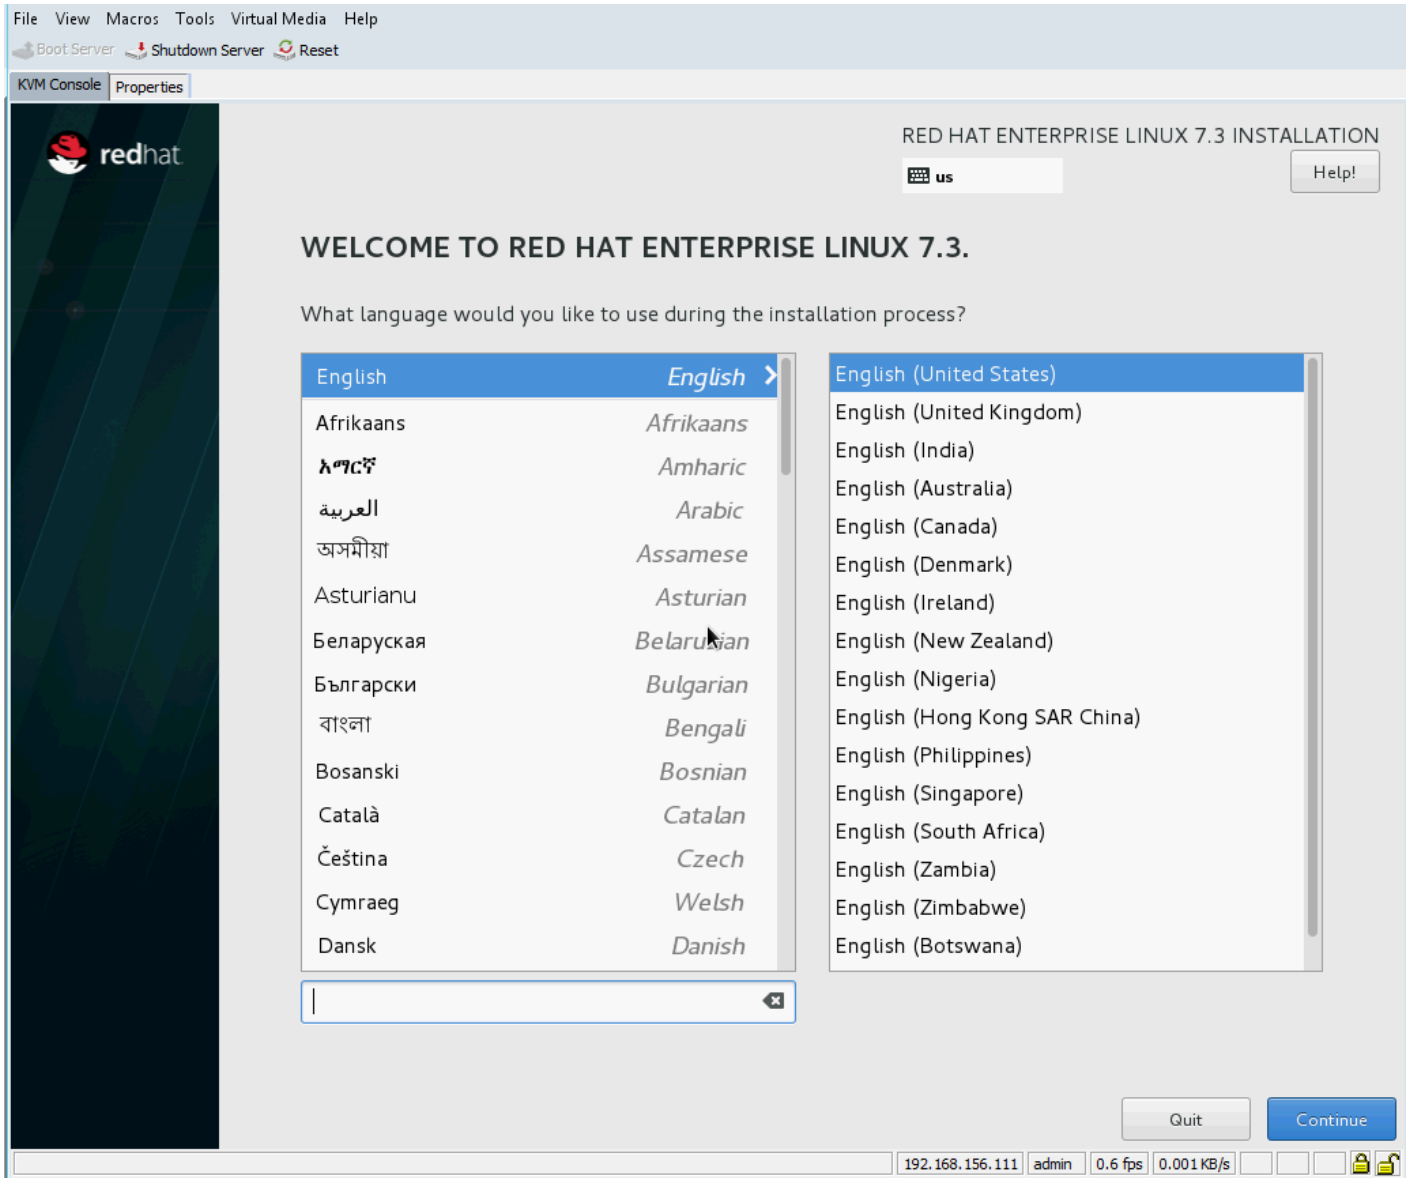 File View Macros Tools Virtual Media Help
Boot Server Shutdown Server Reset
KVM Console Properties
redhat.
RED HAT ENTERPRISE LINUX 7.3 INSTALLATION
us
Help!
WELCOME TO RED HAT ENTERPRISE LINUX 7.3.
What language would you like to use during the installation process?
English English
Afrikaans Afrikaans
አማርኛ Amharic
العربية Arabic
অসমীয়া Assamese
Asturianu Asturian
Беларуская Belarusian
Български Bulgarian
বাংলা Bengali
Bosanski Bosnian
Català Catalan
Čeština Czech
Cymraeg Welsh
Dansk Danish
English (United States)
English (United Kingdom)
English (India)
English (Australia)
English (Canada)
English (Denmark)
English (Ireland)
English (New Zealand)
English (Nigeria)
English (Hong Kong SAR China)
English (Philippines)
English (Singapore)
English (South Africa)
English (Zambia)
English (Zimbabwe)
English (Botswana)
Quit Continue
192.168.156.111 admin 0.6 fps 0.001 KB/s